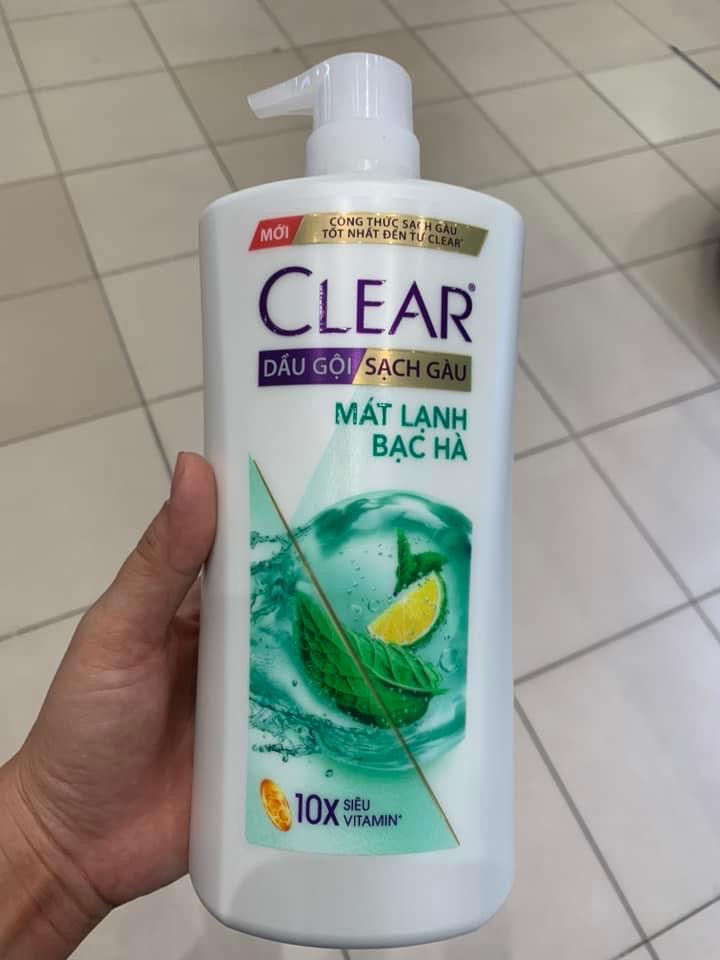 MỚI
CÔNG THỨC SẠCH GÀU
TỐT NHẤT ĐẾN TỪ CLEAR*
CLEAR®
DẦU GỘI SẠCH GÀU
MÁT LẠNH
BẠC HÀ
10X SIÊU
VITAMIN+